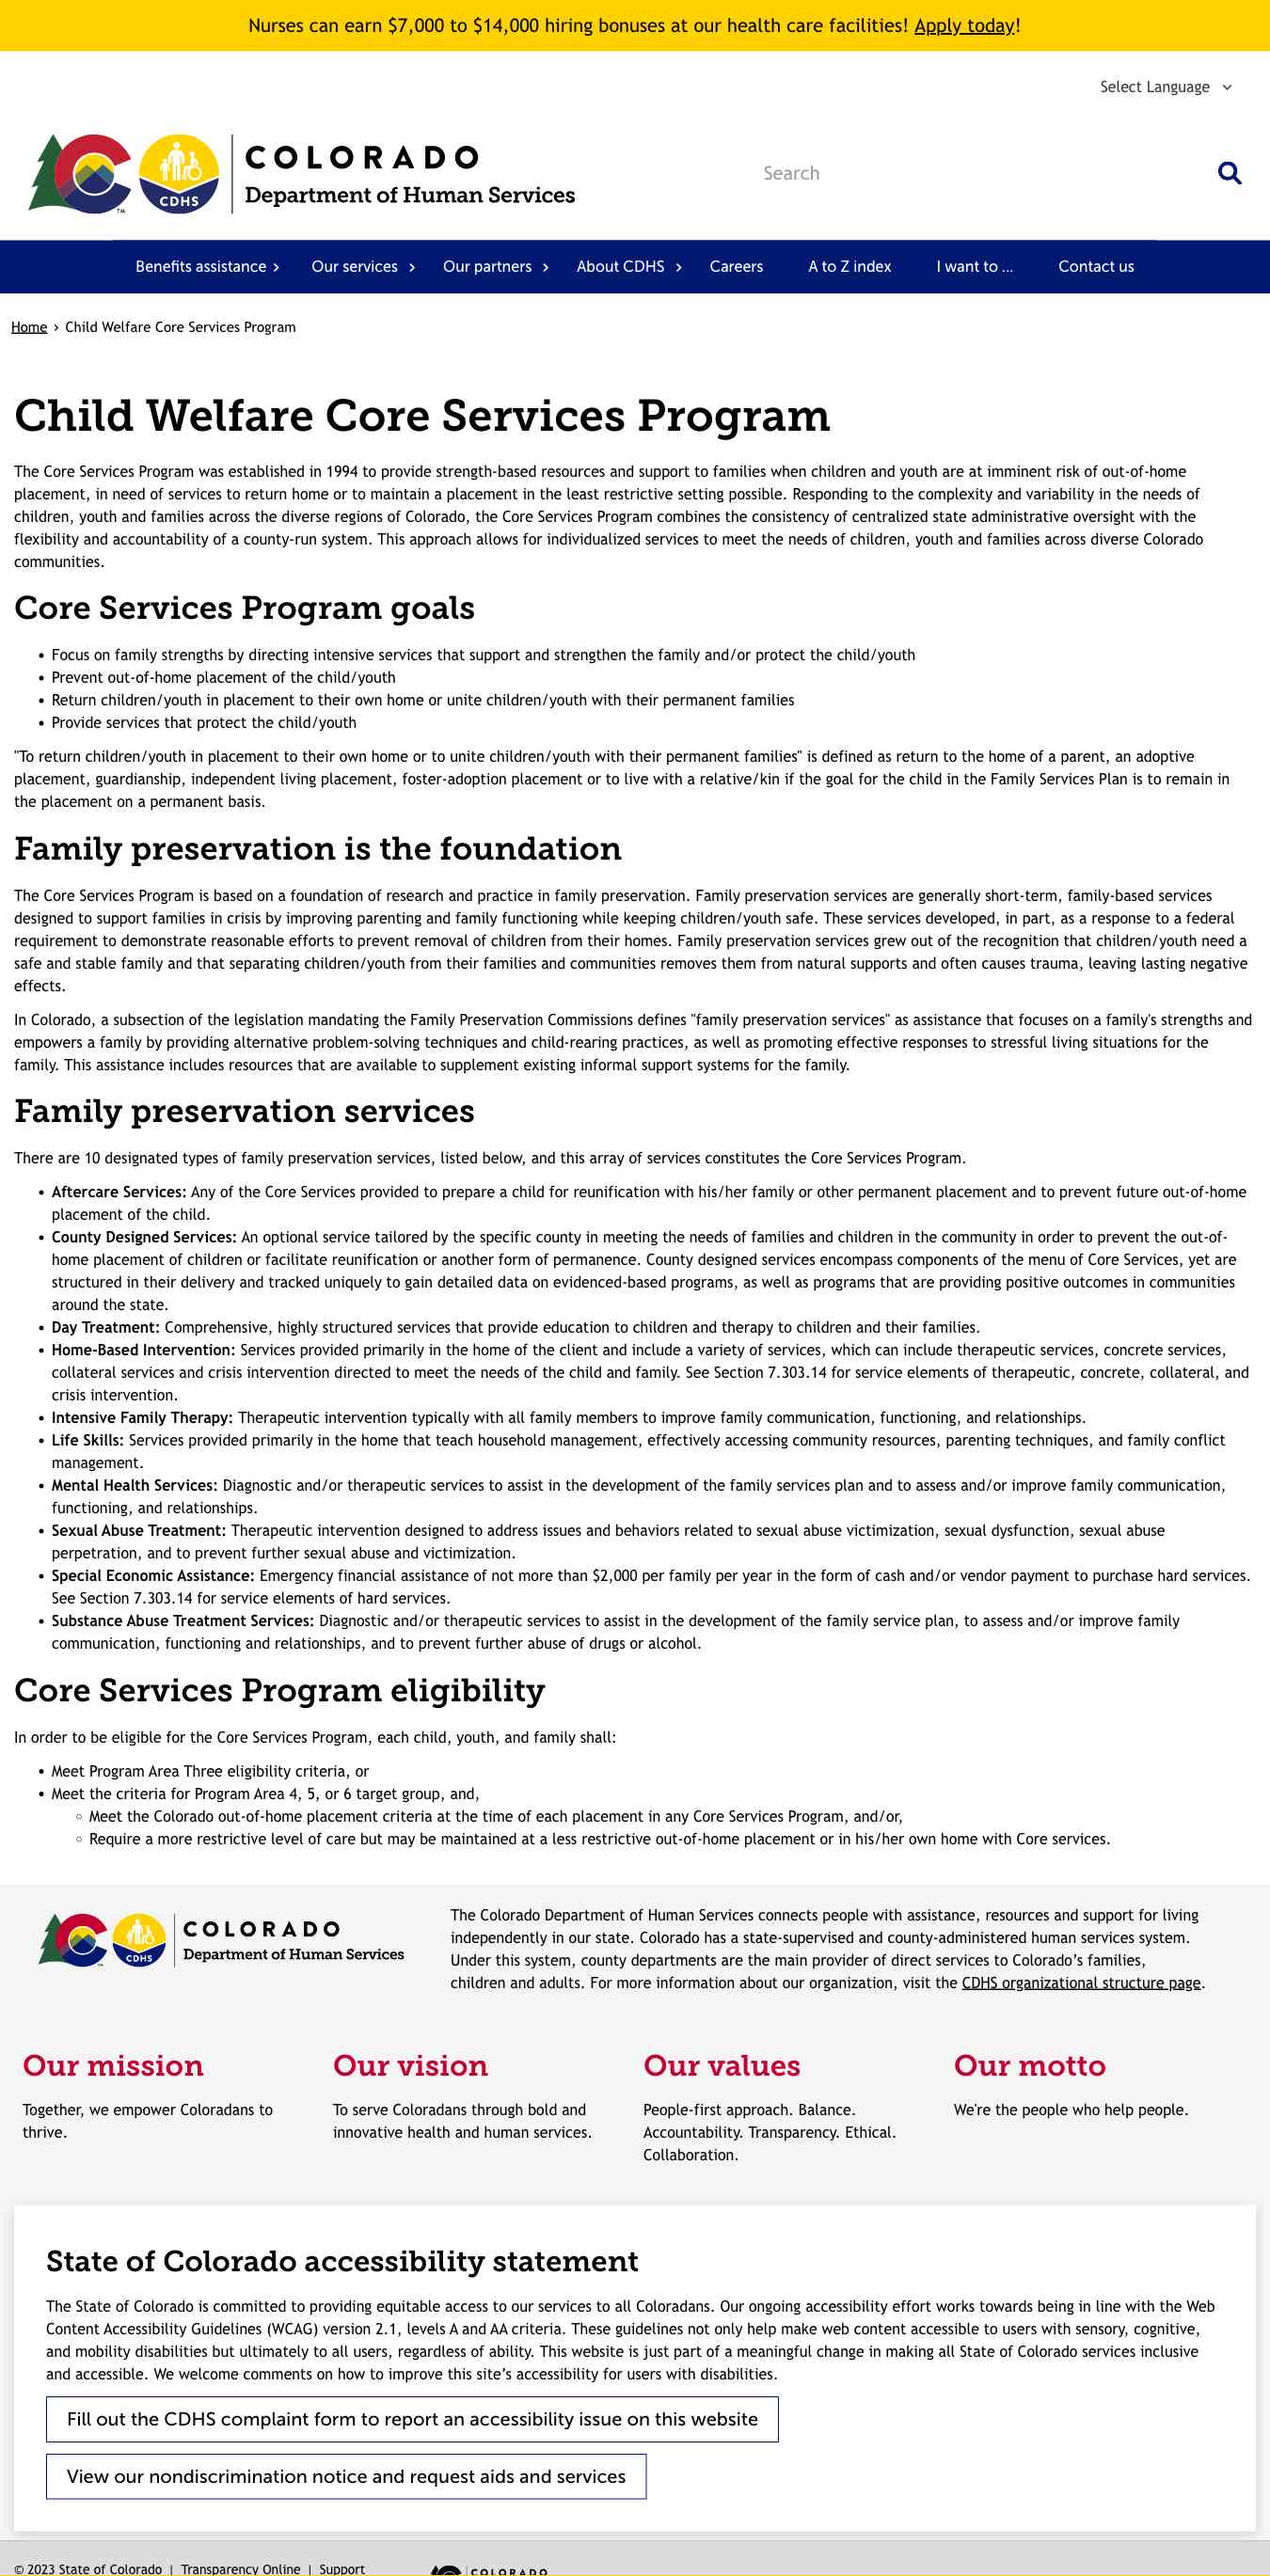 Nurses can earn $7,000 to $14,000 hiring bonuses at our health care facilities! Apply today!
Select Language
CDHS
TM
COLORADO
Department of Human Services
Search
Benefits assistance
Our services
Our partners
About CDHS
Careers
A to Z index
I want to ...
Contact us
Home › Child Welfare Core Services Program
Child Welfare Core Services Program
The Core Services Program was established in 1994 to provide strength-based resources and support to families when children and youth are at imminent risk of out-of-home
placement, in need of services to return home or to maintain a placement in the least restrictive setting possible. Responding to the complexity and variability in the needs of
children, youth and families across the diverse regions of Colorado, the Core Services Program combines the consistency of centralized state administrative oversight with the
flexibility and accountability of a county-run system. This approach allows for individualized services to meet the needs of children, youth and families across diverse Colorado
communities.
Core Services Program goals
• Focus on family strengths by directing intensive services that support and strengthen the family and/or protect the child/youth
• Prevent out-of-home placement of the child/youth
• Return children/youth in placement to their own home or unite children/youth with their permanent families
• Provide services that protect the child/youth
"To return children/youth in placement to their own home or to unite children/youth with their permanent families" is defined as return to the home of a parent, an adoptive
placement, guardianship, independent living placement, foster-adoption placement or to live with a relative/kin if the goal for the child in the Family Services Plan is to remain in
the placement on a permanent basis.
Family preservation is the foundation
The Core Services Program is based on a foundation of research and practice in family preservation. Family preservation services are generally short-term, family-based services
designed to support families in crisis by improving parenting and family functioning while keeping children/youth safe. These services developed, in part, as a response to a federal
requirement to demonstrate reasonable efforts to prevent removal of children from their homes. Family preservation services grew out of the recognition that children/youth need a
safe and stable family and that separating children/youth from their families and communities removes them from natural supports and often causes trauma, leaving lasting negative
effects.
In Colorado, a subsection of the legislation mandating the Family Preservation Commissions defines "family preservation services" as assistance that focuses on a family's strengths and
empowers a family by providing alternative problem-solving techniques and child-rearing practices, as well as promoting effective responses to stressful living situations for the
family. This assistance includes resources that are available to supplement existing informal support systems for the family.
Family preservation services
There are 10 designated types of family preservation services, listed below, and this array of services constitutes the Core Services Program.
• Aftercare Services: Any of the Core Services provided to prepare a child for reunification with his/her family or other permanent placement and to prevent future out-of-home
placement of the child.
• County Designed Services: An optional service tailored by the specific county in meeting the needs of families and children in the community in order to prevent the out-of-
home placement of children or facilitate reunification or another form of permanence. County designed services encompass components of the menu of Core Services, yet are
structured in their delivery and tracked uniquely to gain detailed data on evidenced-based programs, as well as programs that are providing positive outcomes in communities
around the state.
• Day Treatment: Comprehensive, highly structured services that provide education to children and therapy to children and their families.
• Home-Based Intervention: Services provided primarily in the home of the client and include a variety of services, which can include therapeutic services, concrete services,
collateral services and crisis intervention directed to meet the needs of the child and family. See Section 7.303.14 for service elements of therapeutic, concrete, collateral, and
crisis intervention.
• Intensive Family Therapy: Therapeutic intervention typically with all family members to improve family communication, functioning, and relationships.
• Life Skills: Services provided primarily in the home that teach household management, effectively accessing community resources, parenting techniques, and family conflict
management.
• Mental Health Services: Diagnostic and/or therapeutic services to assist in the development of the family services plan and to assess and/or improve family communication,
functioning, and relationships.
• Sexual Abuse Treatment: Therapeutic intervention designed to address issues and behaviors related to sexual abuse victimization, sexual dysfunction, sexual abuse
perpetration, and to prevent further sexual abuse and victimization.
• Special Economic Assistance: Emergency financial assistance of not more than $2,000 per family per year in the form of cash and/or vendor payment to purchase hard services.
See Section 7.303.14 for service elements of hard services.
• Substance Abuse Treatment Services: Diagnostic and/or therapeutic services to assist in the development of the family service plan, to assess and/or improve family
communication, functioning and relationships, and to prevent further abuse of drugs or alcohol.
Core Services Program eligibility
In order to be eligible for the Core Services Program, each child, youth, and family shall:
• Meet Program Area Three eligibility criteria, or
• Meet the criteria for Program Area 4, 5, or 6 target group, and,
◦ Meet the Colorado out-of-home placement criteria at the time of each placement in any Core Services Program, and/or,
◦ Require a more restrictive level of care but may be maintained at a less restrictive out-of-home placement or in his/her own home with Core services.
CDHS
TM
COLORADO
Department of Human Services
The Colorado Department of Human Services connects people with assistance, resources and support for living
independently in our state. Colorado has a state-supervised and county-administered human services system.
Under this system, county departments are the main provider of direct services to Colorado’s families,
children and adults. For more information about our organization, visit the CDHS organizational structure page.
Our mission
Together, we empower Coloradans to
thrive.
Our vision
To serve Coloradans through bold and
innovative health and human services.
Our values
People-first approach. Balance.
Accountability. Transparency. Ethical.
Collaboration.
Our motto
We're the people who help people.
State of Colorado accessibility statement
The State of Colorado is committed to providing equitable access to our services to all Coloradans. Our ongoing accessibility effort works towards being in line with the Web
Content Accessibility Guidelines (WCAG) version 2.1, levels A and AA criteria. These guidelines not only help make web content accessible to users with sensory, cognitive,
and mobility disabilities but ultimately to all users, regardless of ability. This website is just part of a meaningful change in making all State of Colorado services inclusive
and accessible. We welcome comments on how to improve this site’s accessibility for users with disabilities.
Fill out the CDHS complaint form to report an accessibility issue on this website
View our nondiscrimination notice and request aids and services
© 2023 State of Colorado | Transparency Online | Support
COLORADO